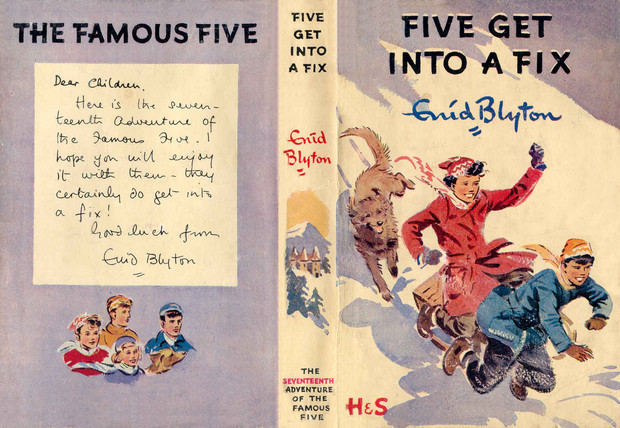 THE FAMOUS FIVE
Dear Children,
Here is the seven-
teenth Adventure of
the Famous Five. I
hope you will enjoy
it with them - they
certainly do get into
a fix!
Good luck from
Enid Blyton
FIVE
GET
INTO
A FIX
Enid
Blyton
THE
SEVENTEENTH
ADVENTURE
OF THE
FAMOUS
FIVE
FIVE GET
INTO A FIX
Enid Blyton
H&S